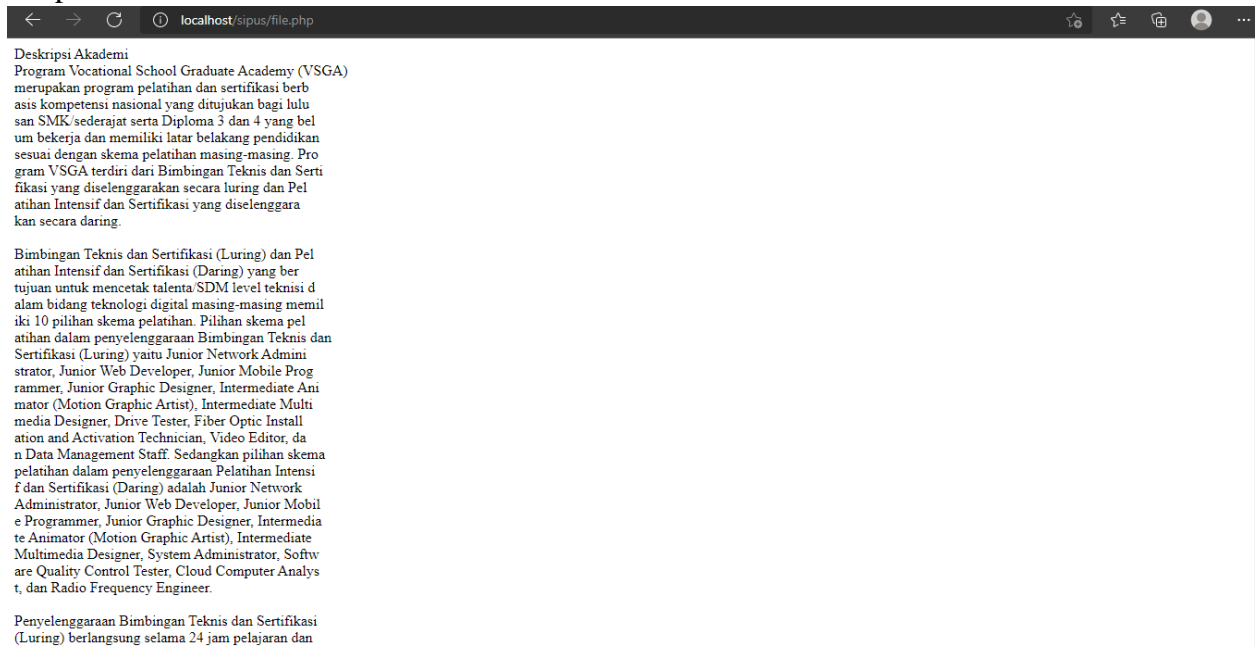 localhost/sipus/file.php
Deskripsi Akademi
Program Vocational School Graduate Academy (VSGA)
merupakan program pelatihan dan sertifikasi berb
asis kompetensi nasional yang ditujukan bagi lulu
san SMK/sederajat serta Diploma 3 dan 4 yang bel
um bekerja dan memiliki latar belakang pendidikan
sesuai dengan skema pelatihan masing-masing. Pro
gram VSGA terdiri dari Bimbingan Teknis dan Serti
fikasi yang diselenggarakan secara luring dan Pel
atihan Intensif dan Sertifikasi yang diselenggara
kan secara daring.
Bimbingan Teknis dan Sertifikasi (Luring) dan Pel
atihan Intensif dan Sertifikasi (Daring) yang ber
tujuan untuk mencetak talenta/SDM level teknisi d
alam bidang teknologi digital masing-masing memil
iki 10 pilihan skema pelatihan. Pilihan skema pel
atihan dalam penyelenggaraan Bimbingan Teknis dan
Sertifikasi (Luring) yaitu Junior Network Admini
strator, Junior Web Developer, Junior Mobile Prog
rammer, Junior Graphic Designer, Intermediate Ani
mator (Motion Graphic Artist), Intermediate Multi
media Designer, Drive Tester, Fiber Optic Install
ation and Activation Technician, Video Editor, da
n Data Management Staff. Sedangkan pilihan skema
pelatihan dalam penyelenggaraan Pelatihan Intensi
f dan Sertifikasi (Daring) adalah Junior Network
Administrator, Junior Web Developer, Junior Mobil
e Programmer, Junior Graphic Designer, Intermedia
te Animator (Motion Graphic Artist), Intermediate
Multimedia Designer, System Administrator, Softw
are Quality Control Tester, Cloud Computer Analys
t, dan Radio Frequency Engineer.
Penyelenggaraan Bimbingan Teknis dan Sertifikasi
(Luring) berlangsung selama 24 jam pelajaran dan